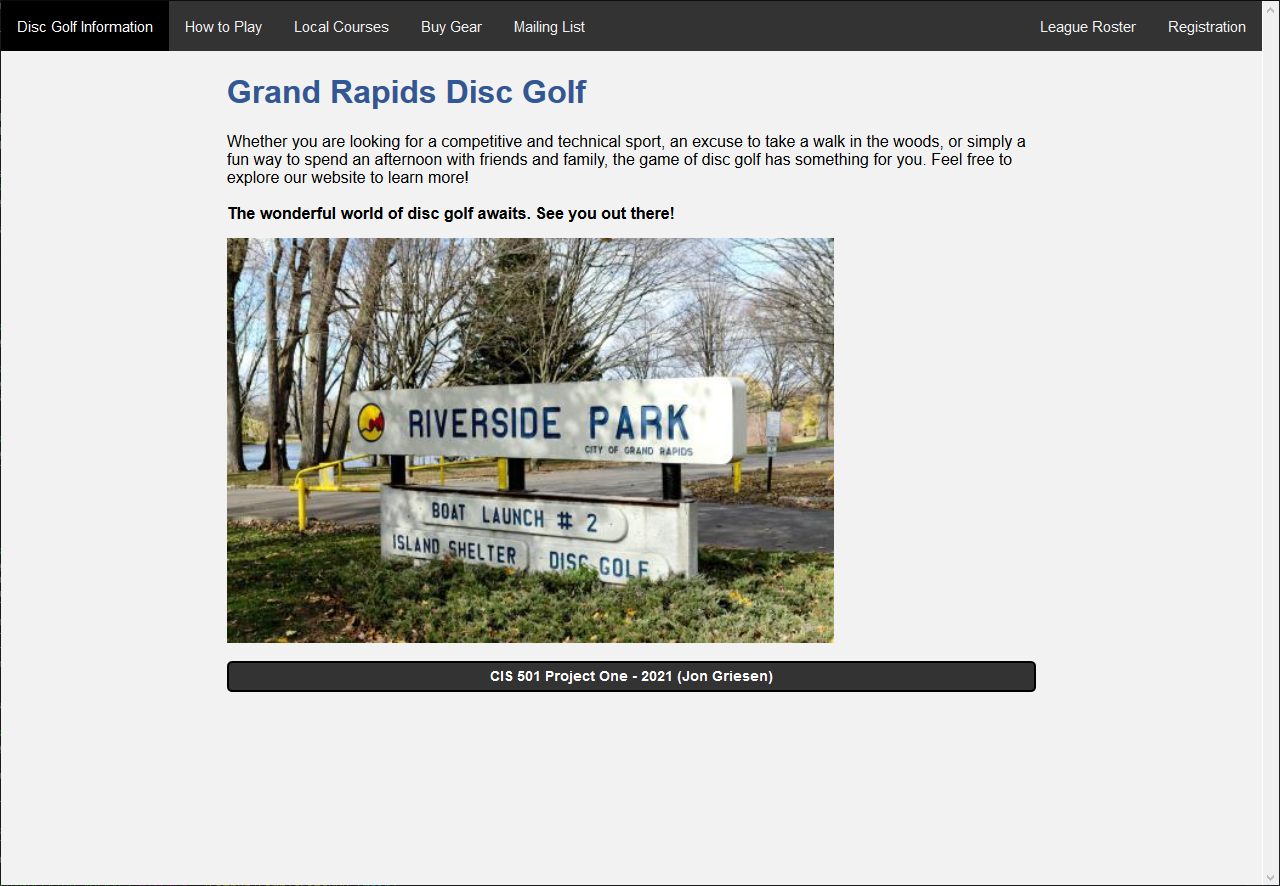 Disc Golf Information How to Play Local Courses Buy Gear Mailing List League Roster Registration
Grand Rapids Disc Golf
Whether you are looking for a competitive and technical sport, an excuse to take a walk in the woods, or simply a
fun way to spend an afternoon with friends and family, the game of disc golf has something for you. Feel free to
explore our website to learn more!
The wonderful world of disc golf awaits. See you out there!
RIVERSIDE PARK
CITY OF GRAND RAPIDS
BOAT LAUNCH # 2
ISLAND SHELTER DISC GOLF
CIS 501 Project One - 2021 (Jon Griesen)